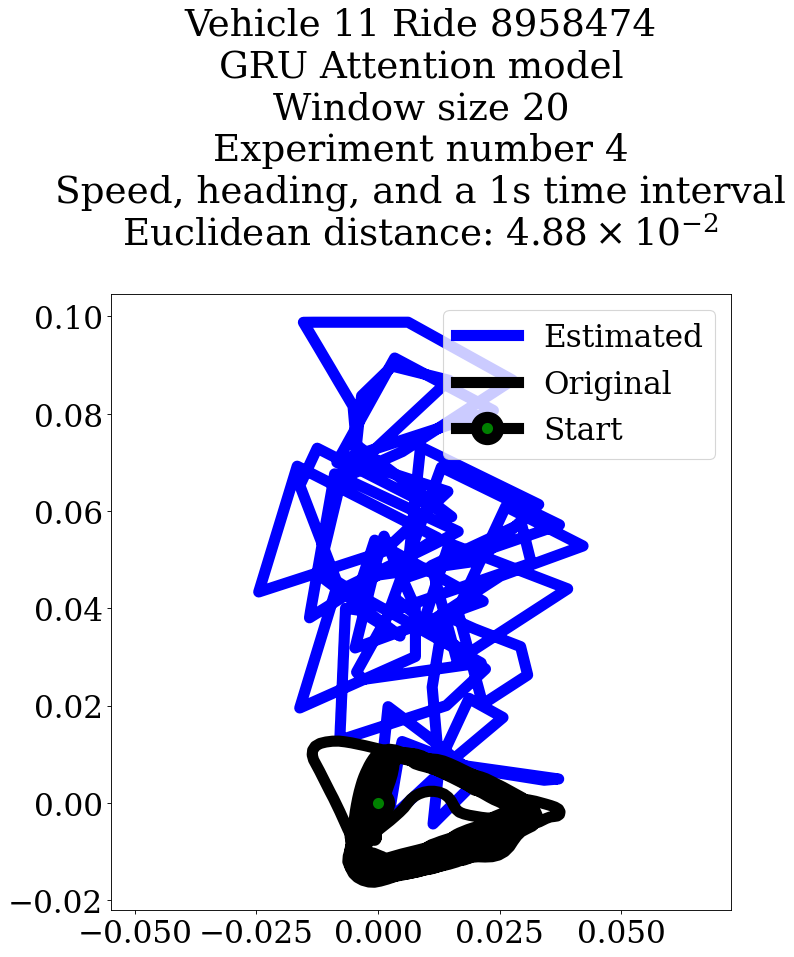 Vehicle 11 Ride 8958474
GRU Attention model
Window size 20
Experiment number 4
Speed, heading, and a 1s time interval
Euclidean distance: 4.88 × 10⁻²
Estimated
Original
Start
0.10
0.08
0.06
0.04
0.02
0.00
−0.02
−0.050
−0.025
0.000
0.025
0.050